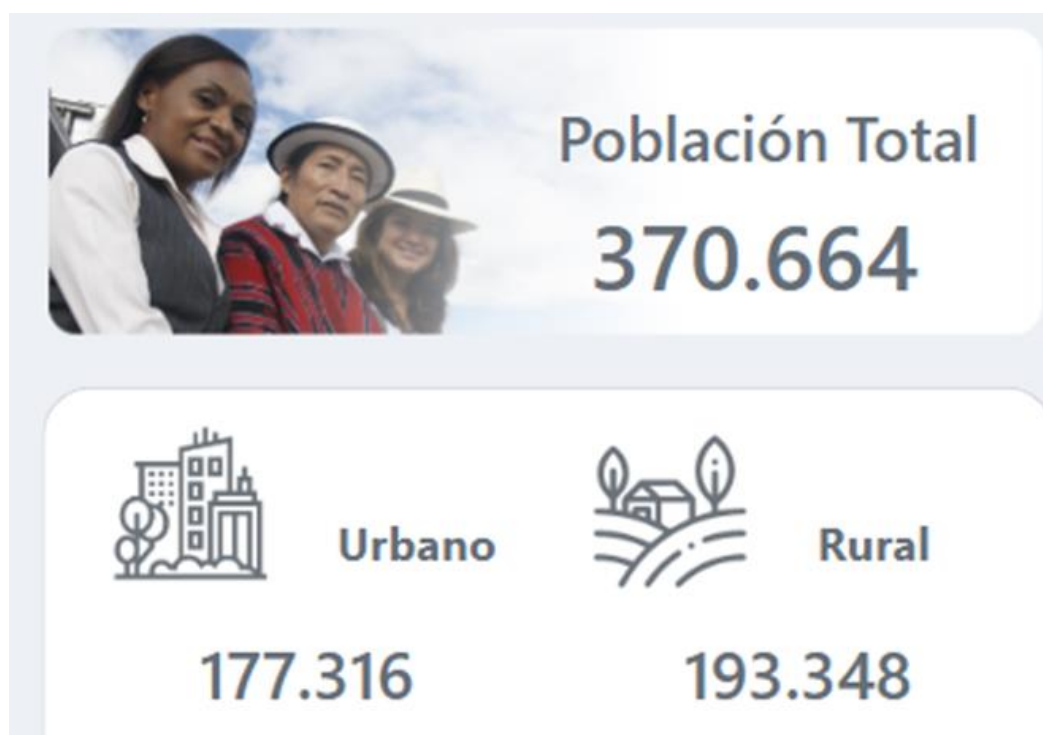 Población Total
370.664
Urbano
Rural
177.316
193.348